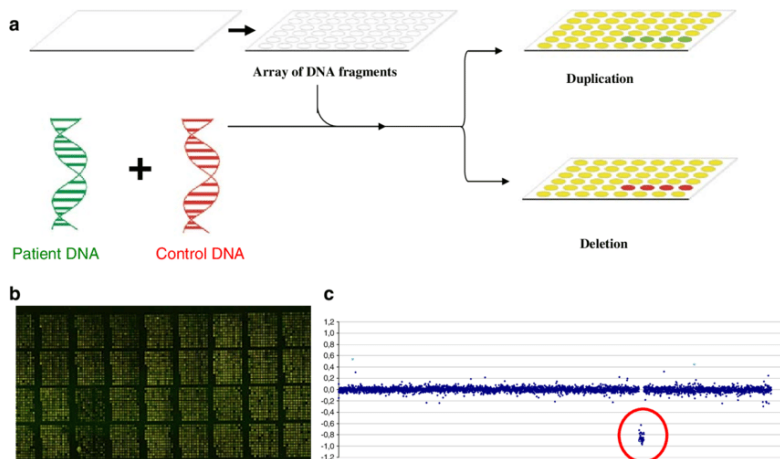 a
Array of DNA fragments
Duplication
Patient DNA
Control DNA
Deletion
b
c
1,2
1,0
0,8
0,6
0,4
0,2
0,0
-0,2
-0,4
-0,6
-0,8
-1,0
-1,2